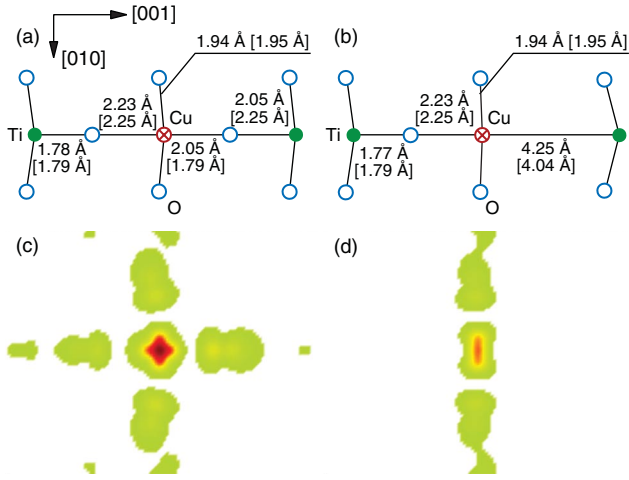 [001]
(a)
[010]
1.94 Å [1.95 Å]
2.23 Å
[2.25 Å]
Cu
2.05 Å
[2.25 Å]
Ti
1.78 Å
[1.79 Å]
2.05 Å
[1.79 Å]
O
(b)
1.94 Å [1.95 Å]
2.23 Å
[2.25 Å]
Cu
Ti
1.77 Å
[1.79 Å]
4.25 Å
[4.04 Å]
O
(c)
(d)